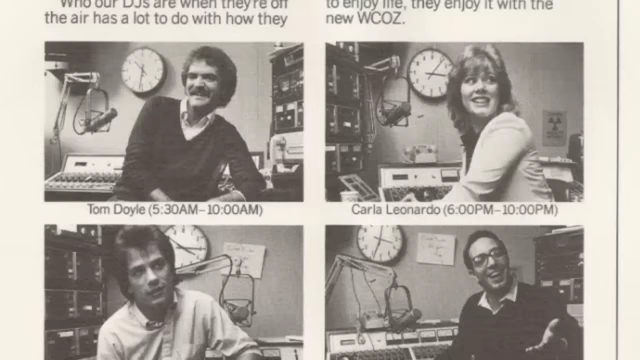 Who our DJs are when they're off
the air has a lot to do with how they
to enjoy life, they enjoy it with the
new WCOZ.
Tom Doyle (5:30AM–10:00AM)
Carla Leonardo (6:00PM–10:00PM)